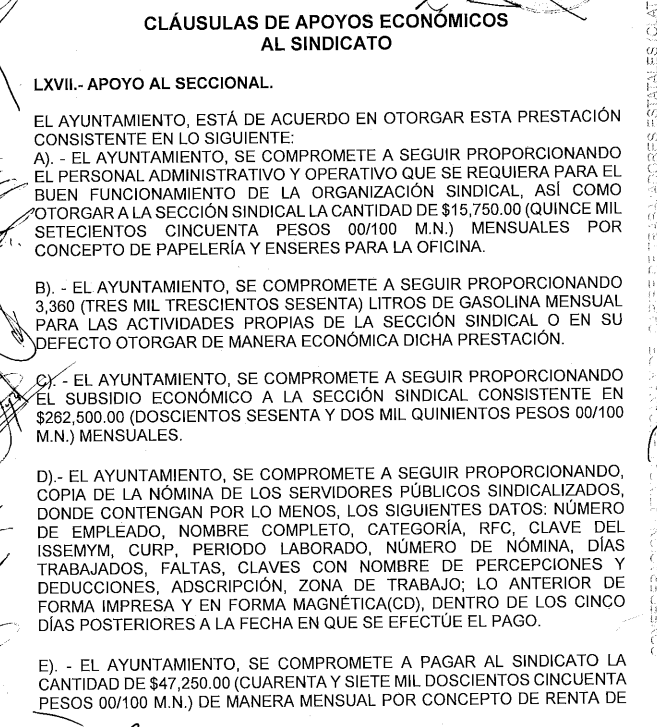 CLÁUSULAS DE APOYOS ECONÓMICOS
AL SINDICATO
LXVII.- APOYO AL SECCIONAL.
EL AYUNTAMIENTO, ESTÁ DE ACUERDO EN OTORGAR ESTA PRESTACIÓN
CONSISTENTE EN LO SIGUIENTE:
A). - EL AYUNTAMIENTO, SE COMPROMETE A SEGUIR PROPORCIONANDO
EL PERSONAL ADMINISTRATIVO Y OPERATIVO QUE SE REQUIERA PARA EL
BUEN FUNCIONAMIENTO DE LA ORGANIZACIÓN SINDICAL, ASÍ COMO
OTORGAR A LA SECCIÓN SINDICAL LA CANTIDAD DE $15,750.00 (QUINCE MIL
SETECIENTOS CINCUENTA PESOS 00/100 M.N.) MENSUALES POR
CONCEPTO DE PAPELERÍA Y ENSERES PARA LA OFICINA.
B). - EL AYUNTAMIENTO, SE COMPROMETE A SEGUIR PROPORCIONANDO
3,360 (TRES MIL TRESCIENTOS SESENTA) LITROS DE GASOLINA MENSUAL
PARA LAS ACTIVIDADES PROPIAS DE LA SECCIÓN SINDICAL O EN SU
DEFECTO OTORGAR DE MANERA ECONÓMICA DICHA PRESTACIÓN.
C). - EL AYUNTAMIENTO, SE COMPROMETE A SEGUIR PROPORCIONANDO
EL SUBSIDIO ECONÓMICO A LA SECCIÓN SINDICAL CONSISTENTE EN
$262,500.00 (DOSCIENTOS SESENTA Y DOS MIL QUINIENTOS PESOS 00/100
M.N.) MENSUALES.
D).- EL AYUNTAMIENTO, SE COMPROMETE A SEGUIR PROPORCIONANDO,
COPIA DE LA NÓMINA DE LOS SERVIDORES PÚBLICOS SINDICALIZADOS,
DONDE CONTENGAN POR LO MENOS, LOS SIGUIENTES DATOS: NÚMERO
DE EMPLEADO, NOMBRE COMPLETO, CATEGORÍA, RFC, CLAVE DEL
ISSEMYM, CURP, PERIODO LABORADO, NÚMERO DE NÓMINA, DÍAS
TRABAJADOS, FALTAS, CLAVES CON NOMBRE DE PERCEPCIONES Y
DEDUCCIONES, ADSCRIPCIÓN, ZONA DE TRABAJO; LO ANTERIOR DE
FORMA IMPRESA Y EN FORMA MAGNÉTICA(CD), DENTRO DE LOS CINCO
DÍAS POSTERIORES A LA FECHA EN QUE SE EFECTÚE EL PAGO.
E). - EL AYUNTAMIENTO, SE COMPROMETE A PAGAR AL SINDICATO LA
CANTIDAD DE $47,250.00 (CUARENTA Y SIETE MIL DOSCIENTOS CINCUENTA
PESOS 00/100 M.N.) DE MANERA MENSUAL POR CONCEPTO DE RENTA DE